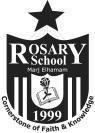 ROSARY
School
Marj Elhamam
1999
Cornerstone of Faith & Knowledge